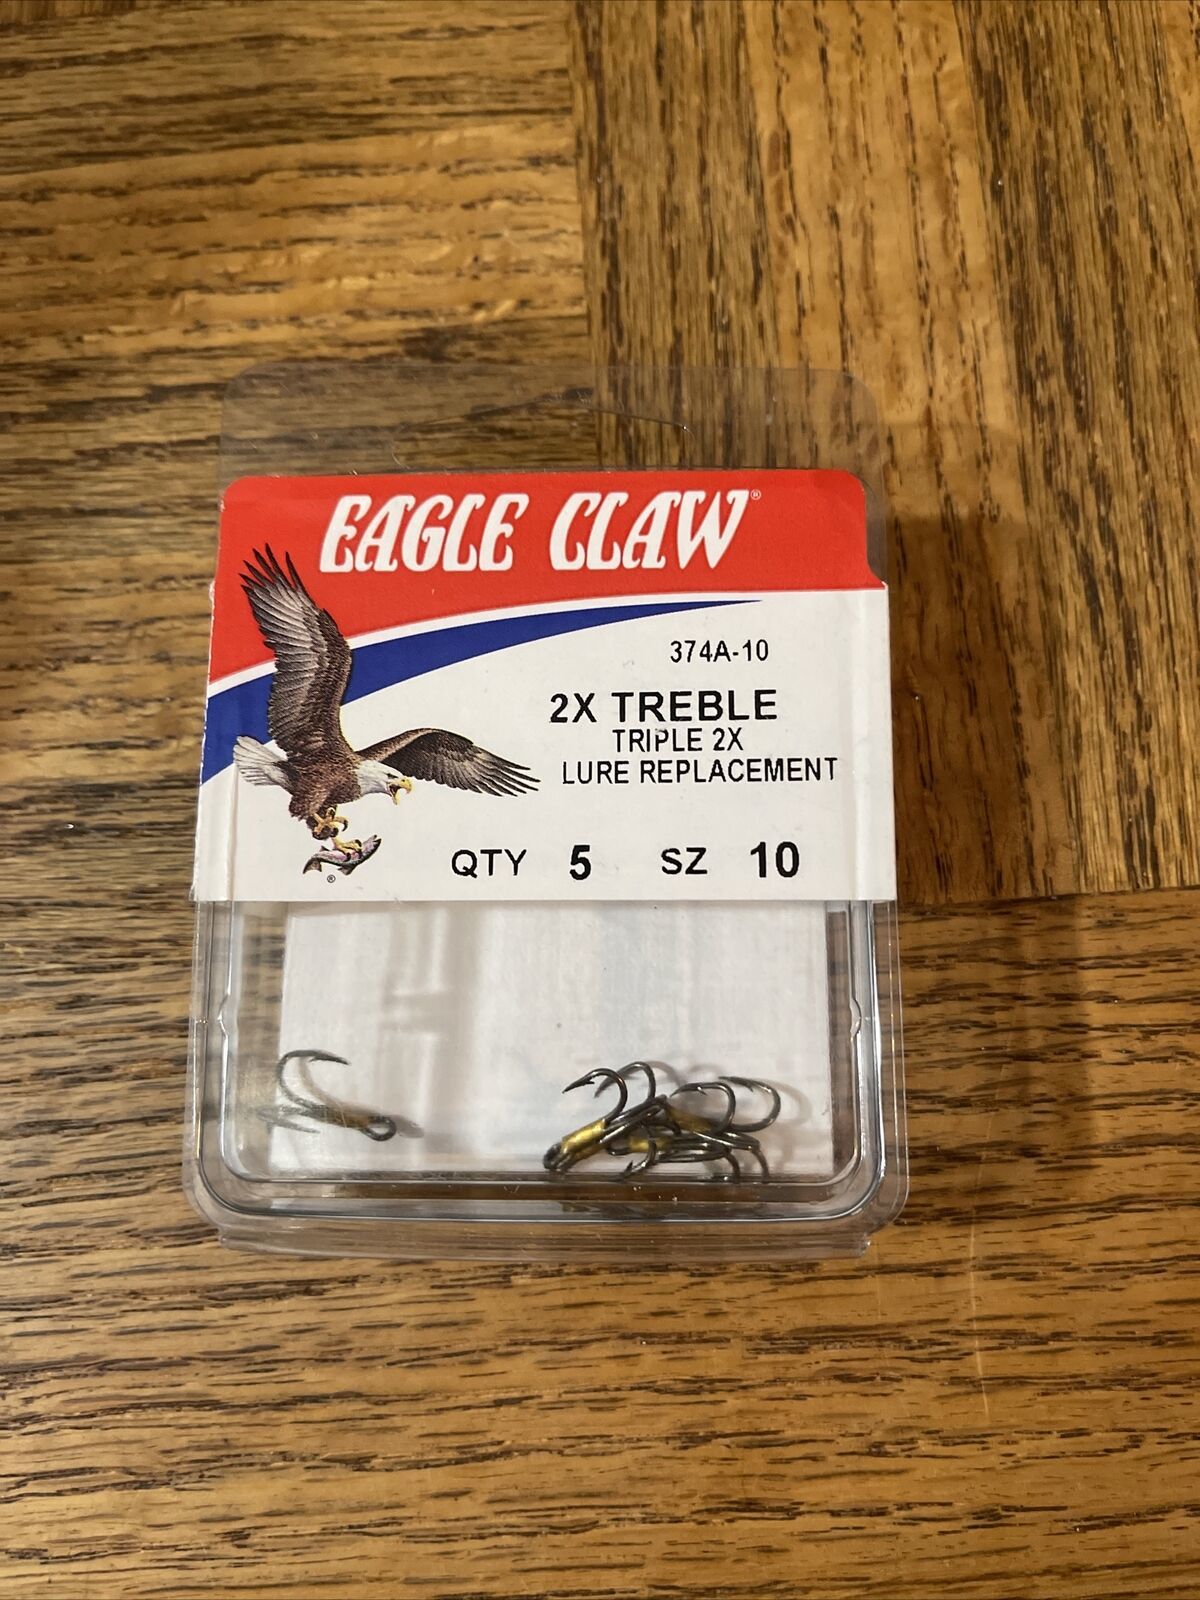 EAGLE CLAW®
374A-10
2X TREBLE
TRIPLE 2X
LURE REPLACEMENT
®
QTY 5 SZ 10